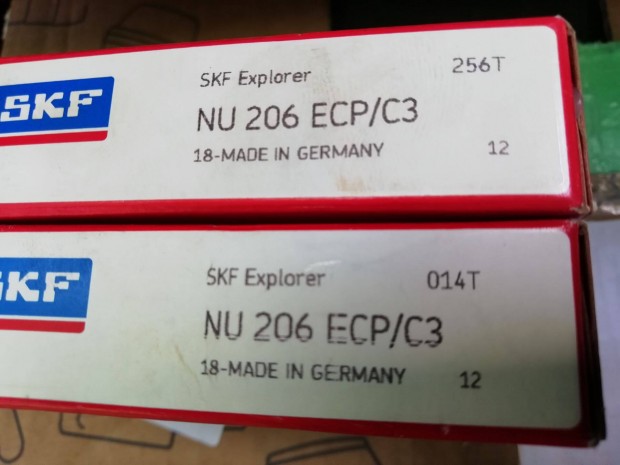 SKF
SKF Explorer 256T
NU 206 ECP/C3
18-MADE IN GERMANY 12
SKF
SKF Explorer 014T
NU 206 ECP/C3
18-MADE IN GERMANY 12